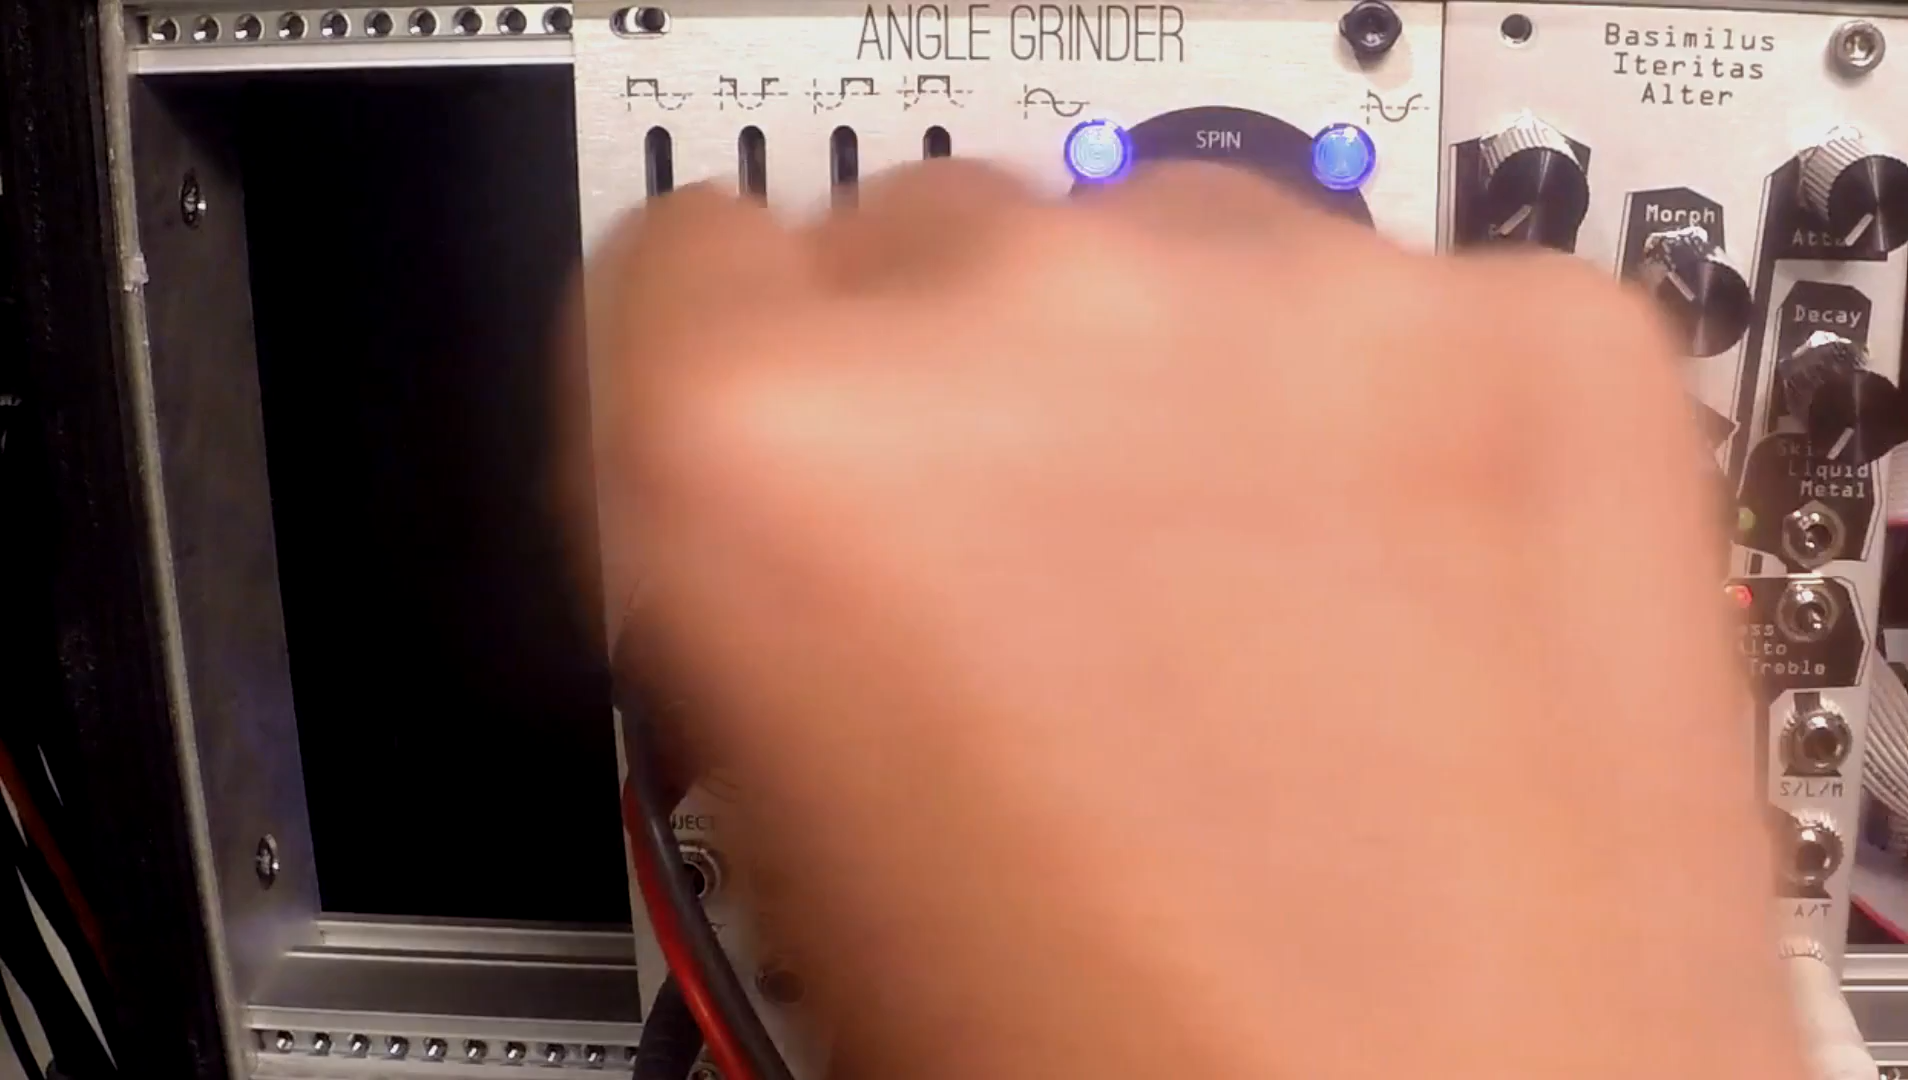 ANGLE GRINDER
SPIN
Basimilus
Iteritas
Alter
Morph
Decay
Liquid
Metal
Treble
S/L/M
A/T